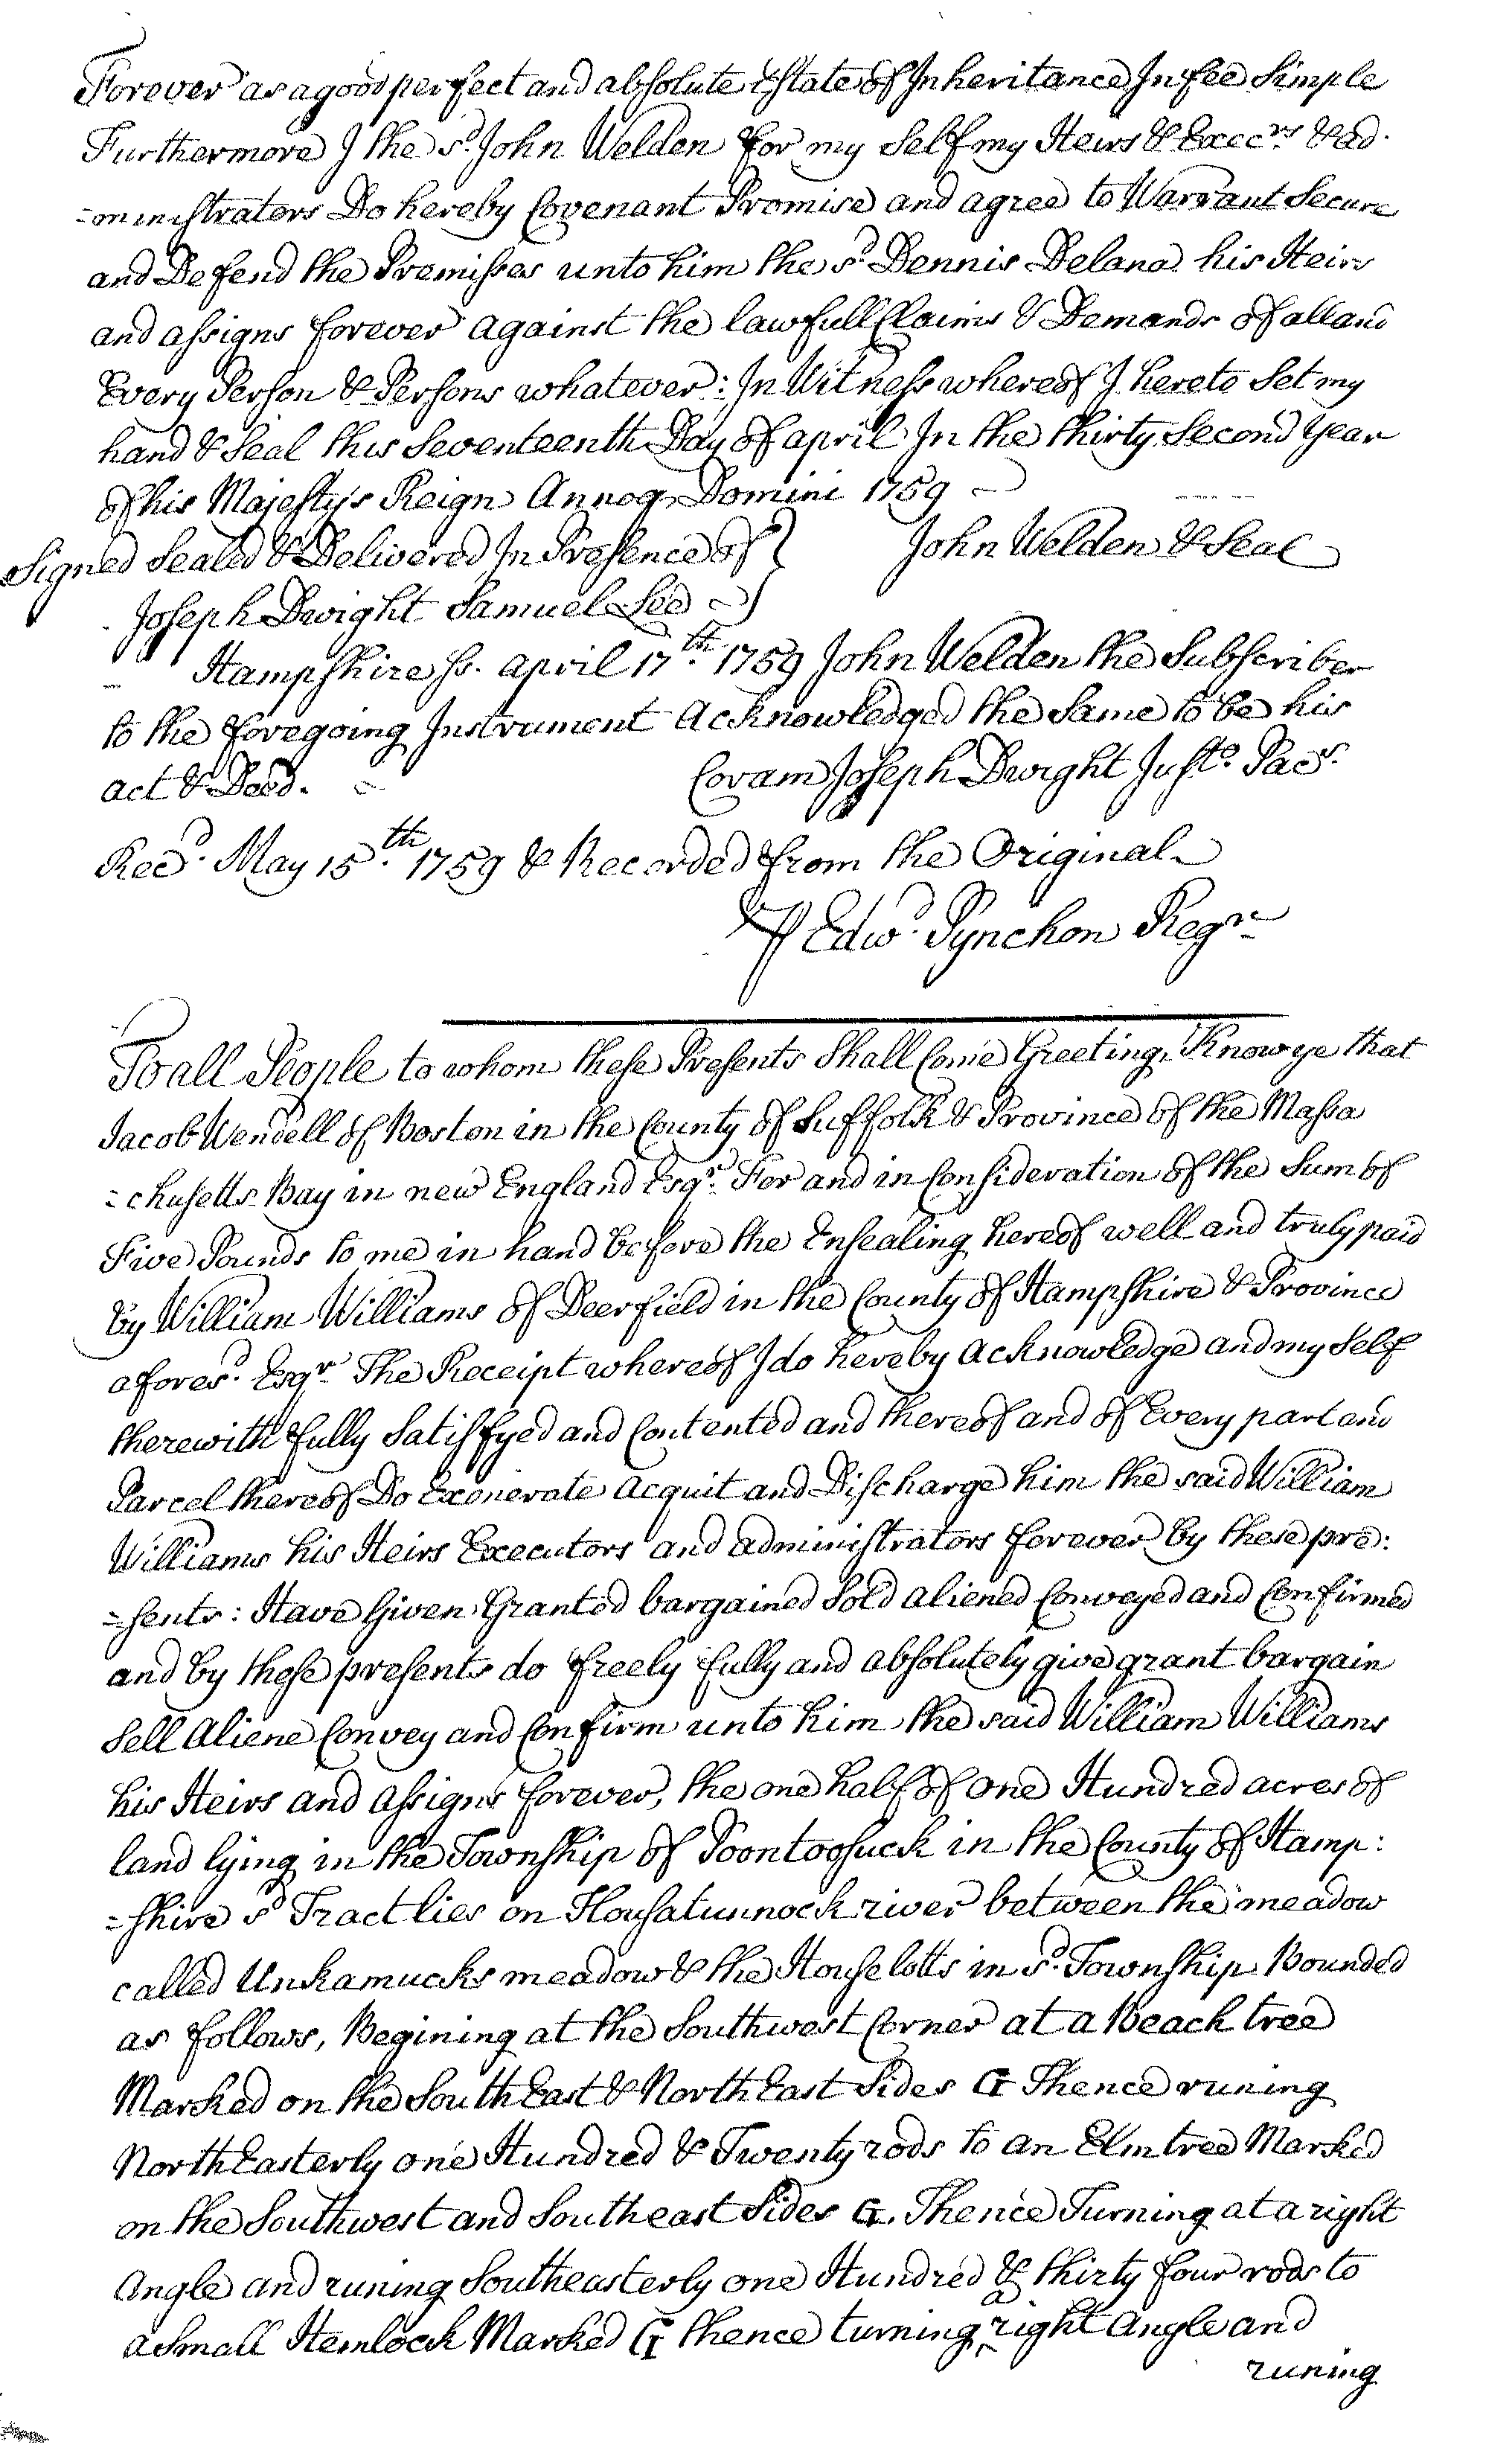 Forever as a good perfect and absolute Estate of Inheritance In fee Simple
Furthermore I the sd. John Welden for my Self my Heirs & Execrs. & ad-
=ministrators Do hereby Covenant Promise and agree to Warrant Secure
and Defend the Premisses unto him the sd. Dennis Delano his Heirs
and assigns forever against the lawfull Claims & Demands of all and
Every Person & Persons whatever: In Witness whereof I hereto Set my
hand & Seal this Seventeenth Day of april In the thirty Second Year
of his Majesty's Reign Annoq Domini 1759
Signed Sealed & Delivered In Presence of } John Welden & Seal
Joseph Dwight Samuel Lee
Hampshire ss. april 17th. 1759 John Welden the Subscriber
to the foregoing Instrument Acknowledged the Same to be his
act & Deed. Coram Joseph Dwight Justo. Pacs.
Recd. May 15th. 1759 & Recorded from the Original
P Edwd. Pynchon Regr
To all People to whom these Presents Shall Come Greeting, Know ye that
Jacob Wendell of Boston in the County of Suffolk & Province of the Massa
=chusetts Bay in new England Esqr. For and in Consideration of the Sum of
Five Pounds to me in hand before the Ensealing hereof well and truly paid
by William Williams of Deerfield in the County of Hampshire & Province
aforesd. Esqr. The Receipt whereof I do hereby acknowledge and my Self
therewith fully Satisfyed and Contented and thereof and of Every part and
Parcel thereof Do Exonerate acquit and Discharge him the said William
Williams his Heirs Executors and administrators forever by these pre:
=sents: Have Given Granted bargained Sold aliened Conveyed and Confirmed
and by these presents do freely fully and absolutely give grant bargain
Sell Aliene Convey and Confirm unto him the said William Williams
his Heirs and assigns forever, the one half of one Hundred acres of
land lying in the Township of Poontoosuck in the County of Hamp:
=shire sd Tract lies on Housatunnock river between the meadow
called Unkamucks meadow & the House lotts in sd. Township Bounded
as follows, Begining at the Southwest Corner at a Beach tree
Marked on the South East & North East Sides G Thence runing
North Easterly one Hundred & Twenty rods to an Elm tree Marked
on the Southwest and Southeast Sides G. Thence Turning at a right
Angle and runing Southeasterly one Hundred & thirty four rods to
a Small Hemlock Marked G thence turning a right Angle and
runing